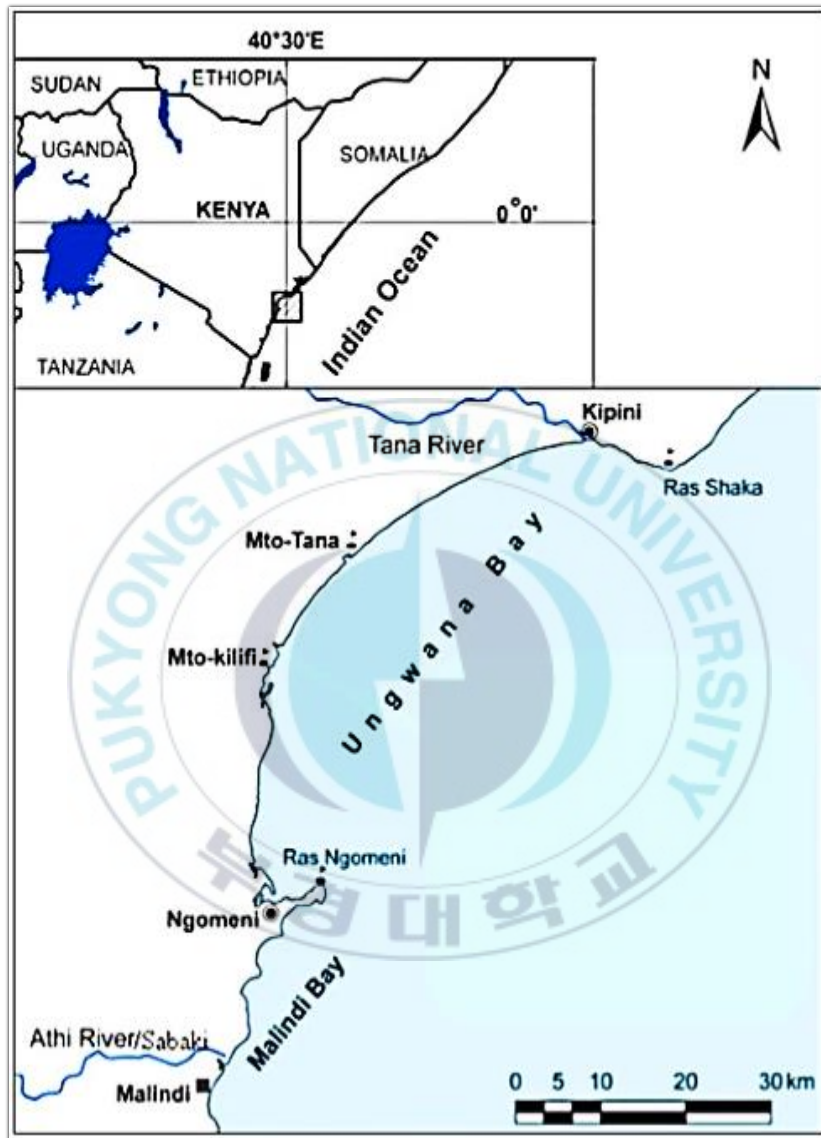 40°30'E
N
SUDAN
ETHIOPIA
UGANDA
SOMALIA
KENYA
0°0'
Indian Ocean
TANZANIA
Kipini
Tana River
Ras Shaka
Mto-Tana
Ungwana Bay
Mto-kilifi
Ras Ngomeni
Ngomeni
Malindi Bay
Athi River/Sabaki
Malindi
0 5 10 20 30 km
PUKYONG NATIONAL UNIVERSITY
부경대학교